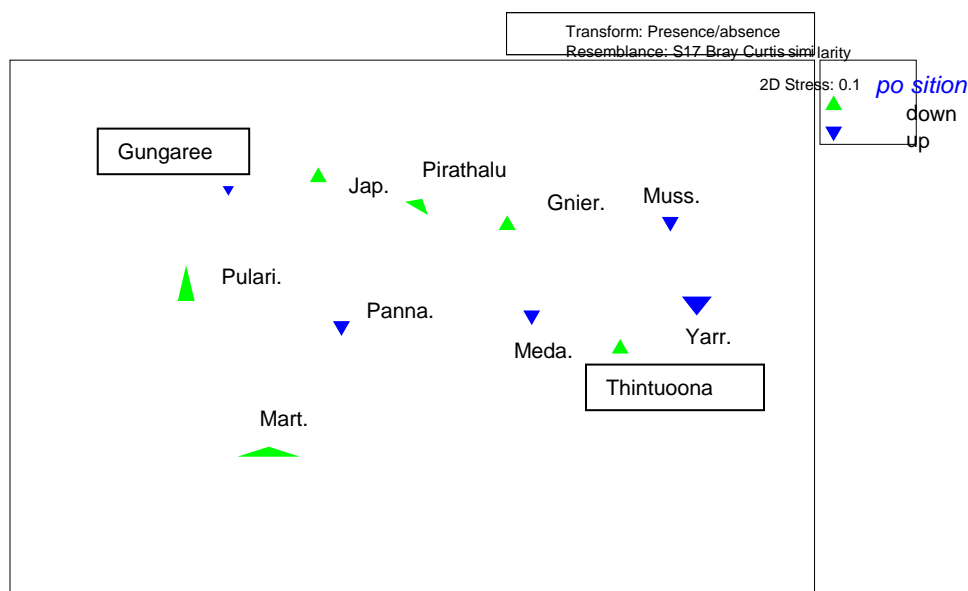 Transform: Presence/absence
Resemblance: S17 Bray Curtis similarity
2D Stress: 0.1
po sition
down
up
Gungaree
Jap.
Pirathalu
Gnier.
Muss.
Pulari.
Panna.
Meda.
Yarr.
Thintuoona
Mart.